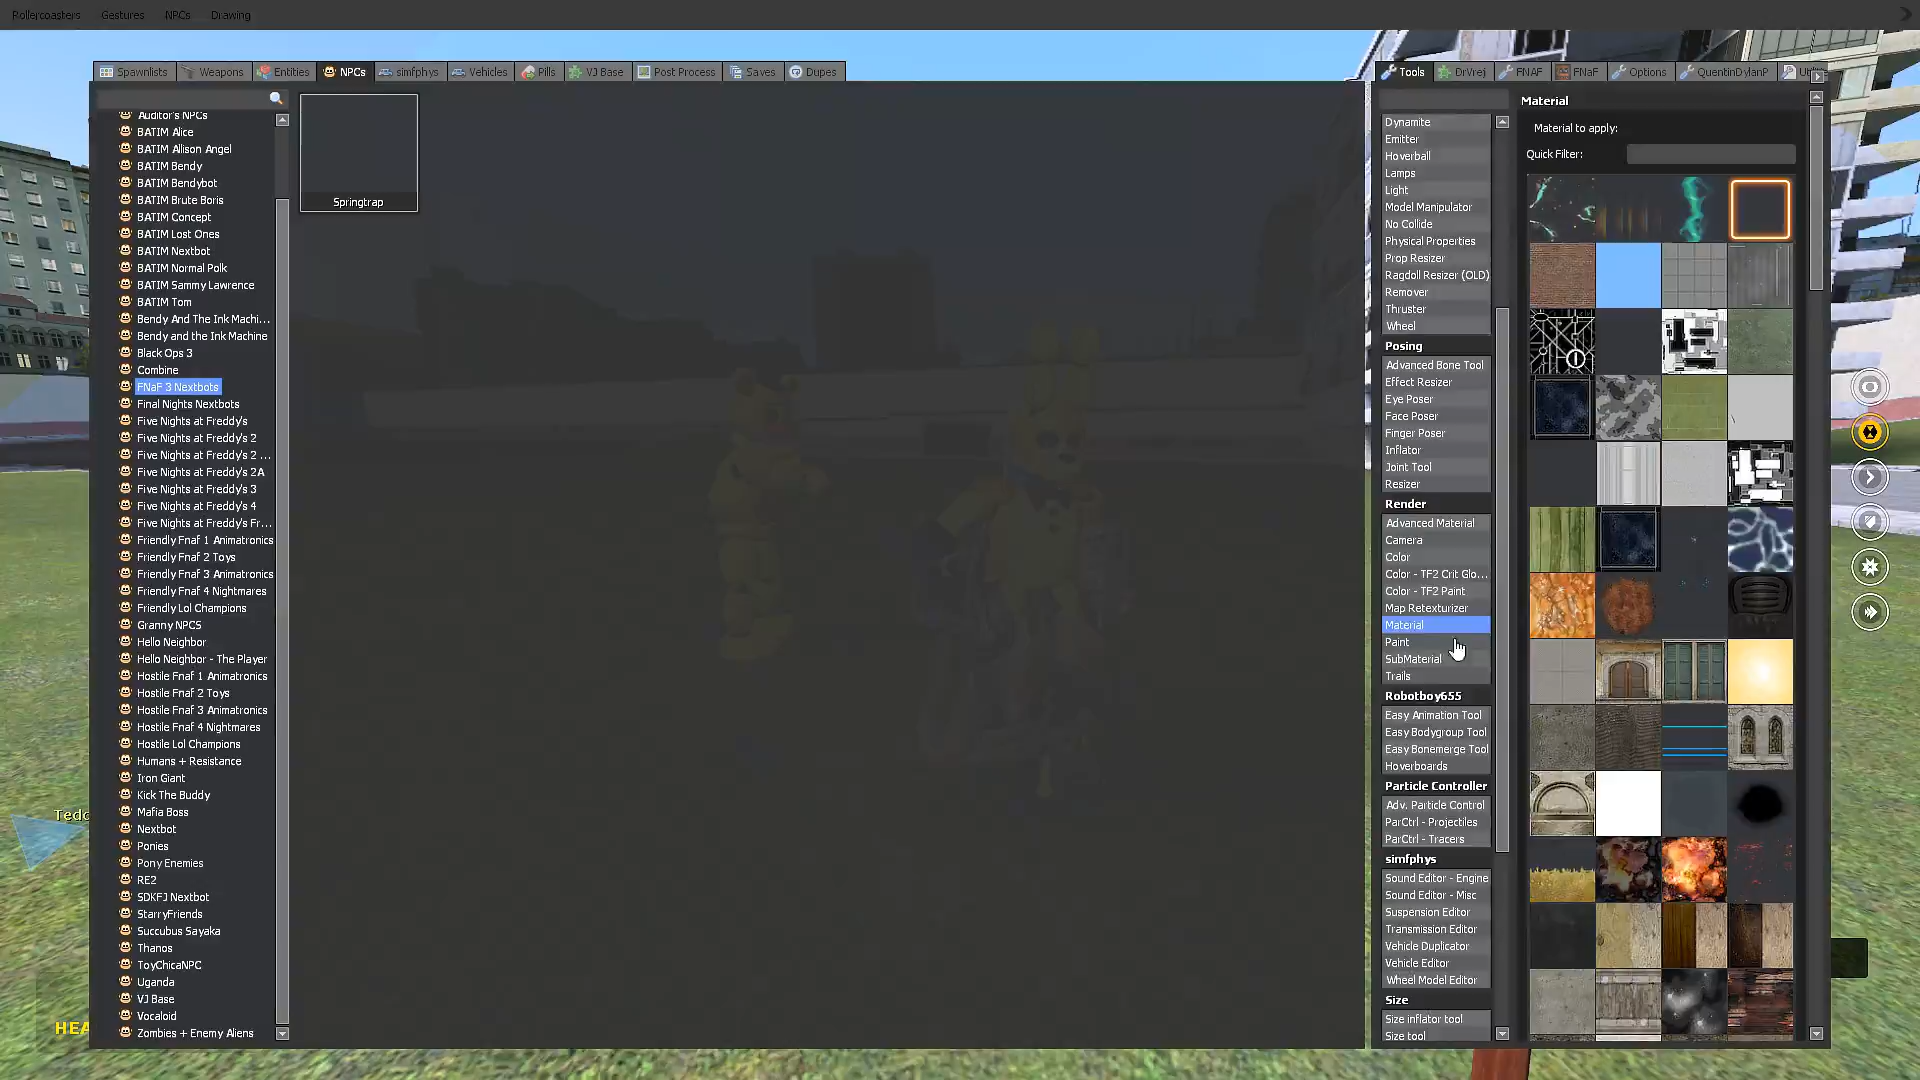 Rollercoasters Gestures NPCs Drawing
Spawnlists Weapons Entities NPCs simfphys Vehicles Pills VJ Base Post Process Saves Dupes
Auditor's NPCs
BATIM Alice
BATIM Allison Angel
BATIM Bendy
BATIM Bendybot
BATIM Brute Boris
BATIM Concept
BATIM Lost Ones
BATIM Nextbot
BATIM Normal Polk
BATIM Sammy Lawrence
BATIM Tom
Bendy And The Ink Machi...
Bendy and the Ink Machine
Black Ops 3
Combine
FNaF 3 Nextbots
Final Nights Nextbots
Five Nights at Freddy's
Five Nights at Freddy's 2
Five Nights at Freddy's 2 ...
Five Nights at Freddy's 2A
Five Nights at Freddy's 3
Five Nights at Freddy's 4
Five Nights at Freddy's Fr...
Friendly Fnaf 1 Animatronics
Friendly Fnaf 2 Toys
Friendly Fnaf 3 Animatronics
Friendly Fnaf 4 Nightmares
Friendly Lol Champions
Granny NPCS
Hello Neighbor
Hello Neighbor - The Player
Hostile Fnaf 1 Animatronics
Hostile Fnaf 2 Toys
Hostile Fnaf 3 Animatronics
Hostile Fnaf 4 Nightmares
Hostile Lol Champions
Humans + Resistance
Iron Giant
Kick The Buddy
Mafia Boss
Nextbot
Ponies
Pony Enemies
RE2
SDKFJ Nextbot
StarryFriends
Succubus Sayaka
Thanos
ToyChicaNPC
Uganda
VJ Base
Vocaloid
Zombies + Enemy Aliens
Springtrap
Tedd
HEA
Tools DrVrej FNAF FNaF Options QuentinDylanP Uti
Dynamite
Emitter
Hoverball
Lamps
Light
Model Manipulator
No Collide
Physical Properties
Prop Resizer
Ragdoll Resizer (OLD)
Remover
Thruster
Wheel
Posing
Advanced Bone Tool
Effect Resizer
Eye Poser
Face Poser
Finger Poser
Inflator
Joint Tool
Resizer
Render
Advanced Material
Camera
Color
Color - TF2 Crit Glo...
Color - TF2 Paint
Map Retexturizer
Material
Paint
SubMaterial
Trails
Robotboy655
Easy Animation Tool
Easy Bodygroup Tool
Easy Bonemerge Tool
Hoverboards
Particle Controller
Adv. Particle Control
ParCtrl - Projectiles
ParCtrl - Tracers
simfphys
Sound Editor - Engine
Sound Editor - Misc
Suspension Editor
Transmission Editor
Vehicle Duplicator
Vehicle Editor
Wheel Model Editor
Size
Size inflator tool
Size tool
Material
Material to apply:
Quick Filter: